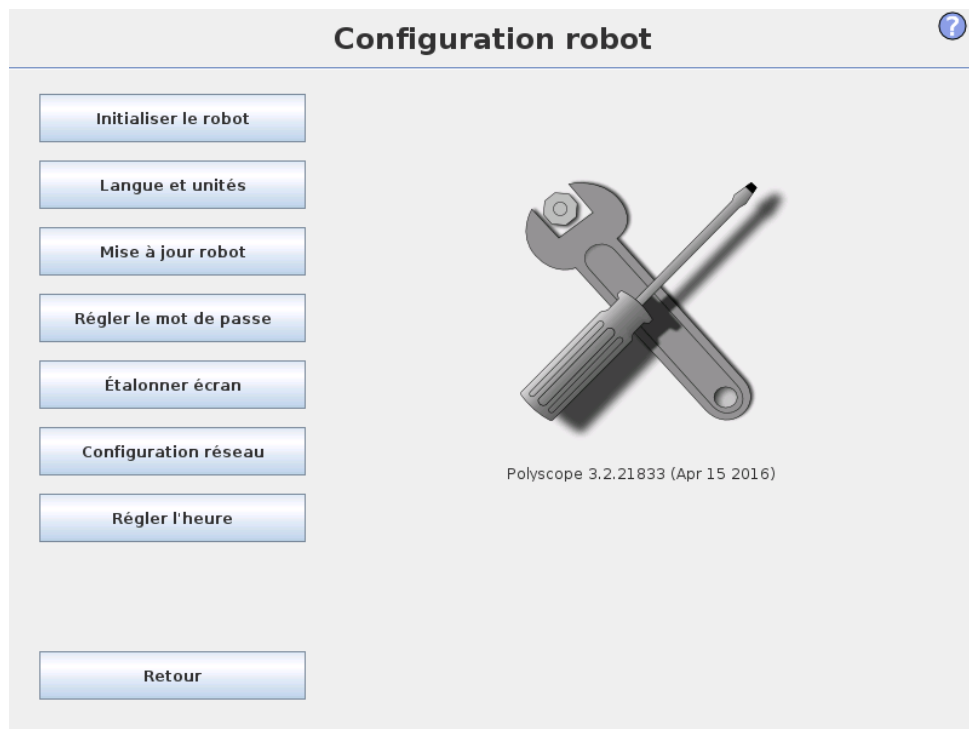 Configuration robot
?
Initialiser le robot
Langue et unités
Mise à jour robot
Régler le mot de passe
Étalonner écran
Configuration réseau
Régler l'heure
Retour
Polyscope 3.2.21833 (Apr 15 2016)